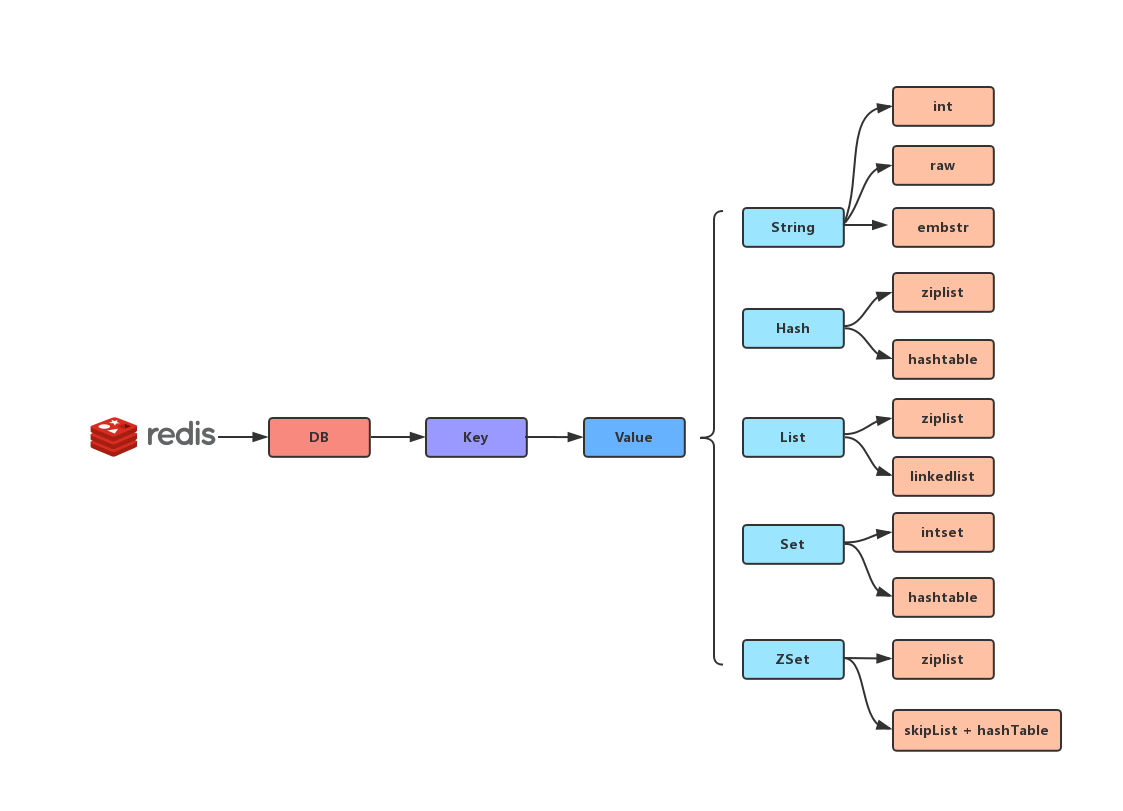 redis
DB
Key
Value
String
int
raw
embstr
Hash
ziplist
hashtable
List
ziplist
linkedlist
Set
intset
hashtable
ZSet
ziplist
skipList + hashTable